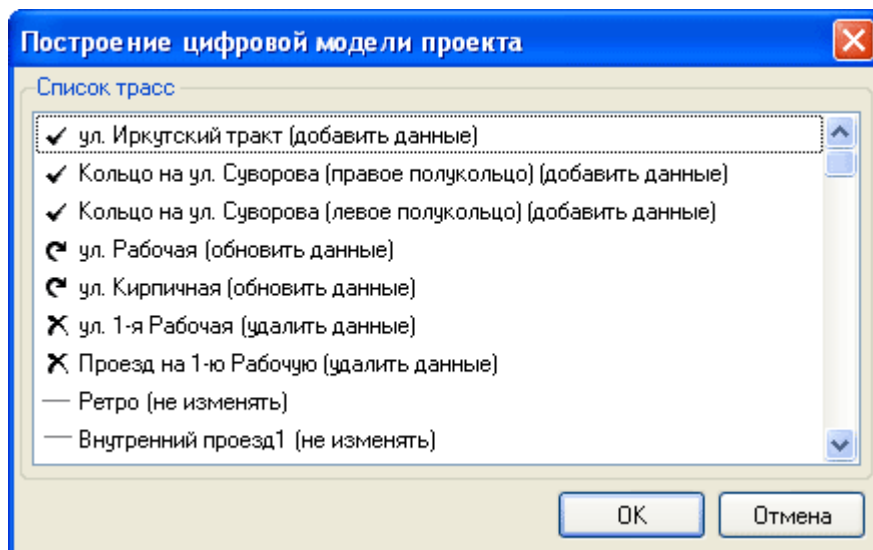 Построение цифровой модели проекта
Список трасс
ул. Иркутский тракт (добавить данные)
Кольцо на ул. Суворова (правое полукольцо) (добавить данные)
Кольцо на ул. Суворова (левое полукольцо) (добавить данные)
ул. Рабочая (обновить данные)
ул. Кирпичная (обновить данные)
ул. 1-я Рабочая (удалить данные)
Проезд на 1-ю Рабочую (удалить данные)
Ретро (не изменять)
Внутренний проезд1 (не изменять)
OK
Отмена